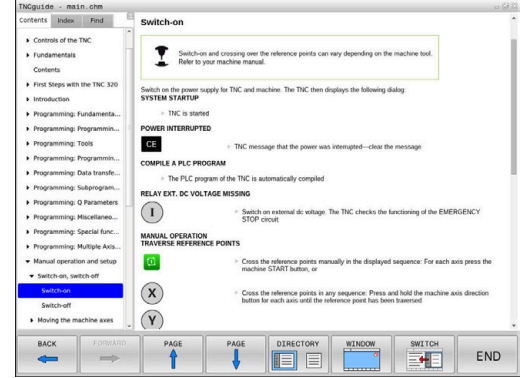 TNCguide - main.chm
Contents Index Find
Controls of the TNC
Fundamentals
Contents
First Steps with the TNC 320
Introduction
Programming: Fundamenta...
Programming: Programmin...
Programming: Tools
Programming: Programmin...
Programming: Data transfe...
Programming: Subprogram...
Programming: Q Parameters
Programming: Miscellaneo...
Programming: Special func...
Programming: Multiple Axis...
Manual operation and setup
Switch-on, switch-off
Switch-on
Switch-off
Moving the machine axes
Switch-on
Switch-on and crossing over the reference points can vary depending on the machine tool.
Refer to your machine manual.
Switch on the power supply for TNC and machine. The TNC then displays the following dialog:
SYSTEM STARTUP
TNC is started
POWER INTERRUPTED
CE
TNC message that the power was interrupted—clear the message
COMPILE A PLC PROGRAM
The PLC program of the TNC is automatically compiled
RELAY EXT. DC VOLTAGE MISSING
I
Switch on external dc voltage. The TNC checks the functioning of the EMERGENCY
STOP circuit
MANUAL OPERATION
TRAVERSE REFERENCE POINTS
Cross the reference points manually in the displayed sequence: For each axis press the
machine START button, or
X
Cross the reference points in any sequence: Press and hold the machine axis direction
button for each axis until the reference point has been traversed
Y
BACK
FORWARD
PAGE
PAGE
DIRECTORY
WINDOW
SWITCH
END